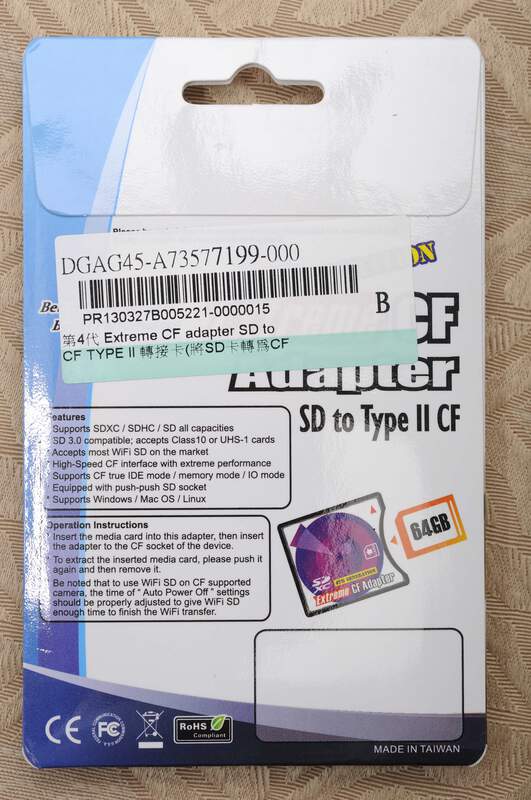 DGAG45-A73577199-000
PR130327B005221-0000015
B
第4代 Extreme CF adapter SD to
CF TYPE II 轉接卡(將SD卡轉為CF
CF
Adapter
SD to Type II CF
Features
* Supports SDXC / SDHC / SD all capacities
* SD 3.0 compatible; accepts Class10 or UHS-1 cards
* Accepts most WiFi SD on the market
* High-Speed CF interface with extreme performance
* Supports CF true IDE mode / memory mode / IO mode
* Equipped with push-push SD socket
* Supports Windows / Mac OS / Linux
Operation Instructions
* Insert the media card into this adapter, then insert
the adapter to the CF socket of the device.
* To extract the inserted media card, please push it
again and then remove it.
* Be noted that to use WiFi SD on CF supported
camera, the time of “ Auto Power Off ” settings
should be properly adjusted to give WiFi SD
enough time to finish the WiFi transfer.
64GB
SD
XC
4TH GENERATION
Extreme CF Adapter
CE
FC
RoHS
Compliant
MADE IN TAIWAN